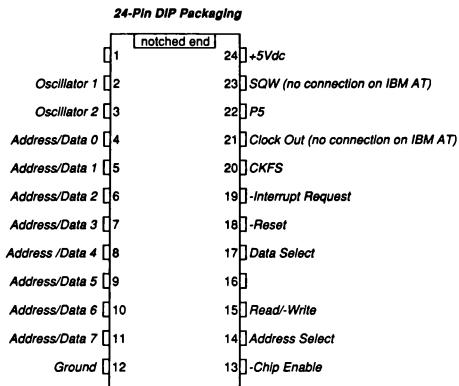 24-Pin DIP Packaging
notched end
1 24 +5Vdc
Oscillator 1 2 23 SQW (no connection on IBM AT)
Oscillator 2 3 22 P5
Address/Data 0 4 21 Clock Out (no connection on IBM AT)
Address/Data 1 5 20 CKFS
Address/Data 2 6 19 -Interrupt Request
Address/Data 3 7 18 -Reset
Address /Data 4 8 17 Data Select
Address/Data 5 9 16
Address/Data 6 10 15 Read/-Write
Address/Data 7 11 14 Address Select
Ground 12 13 -Chip Enable